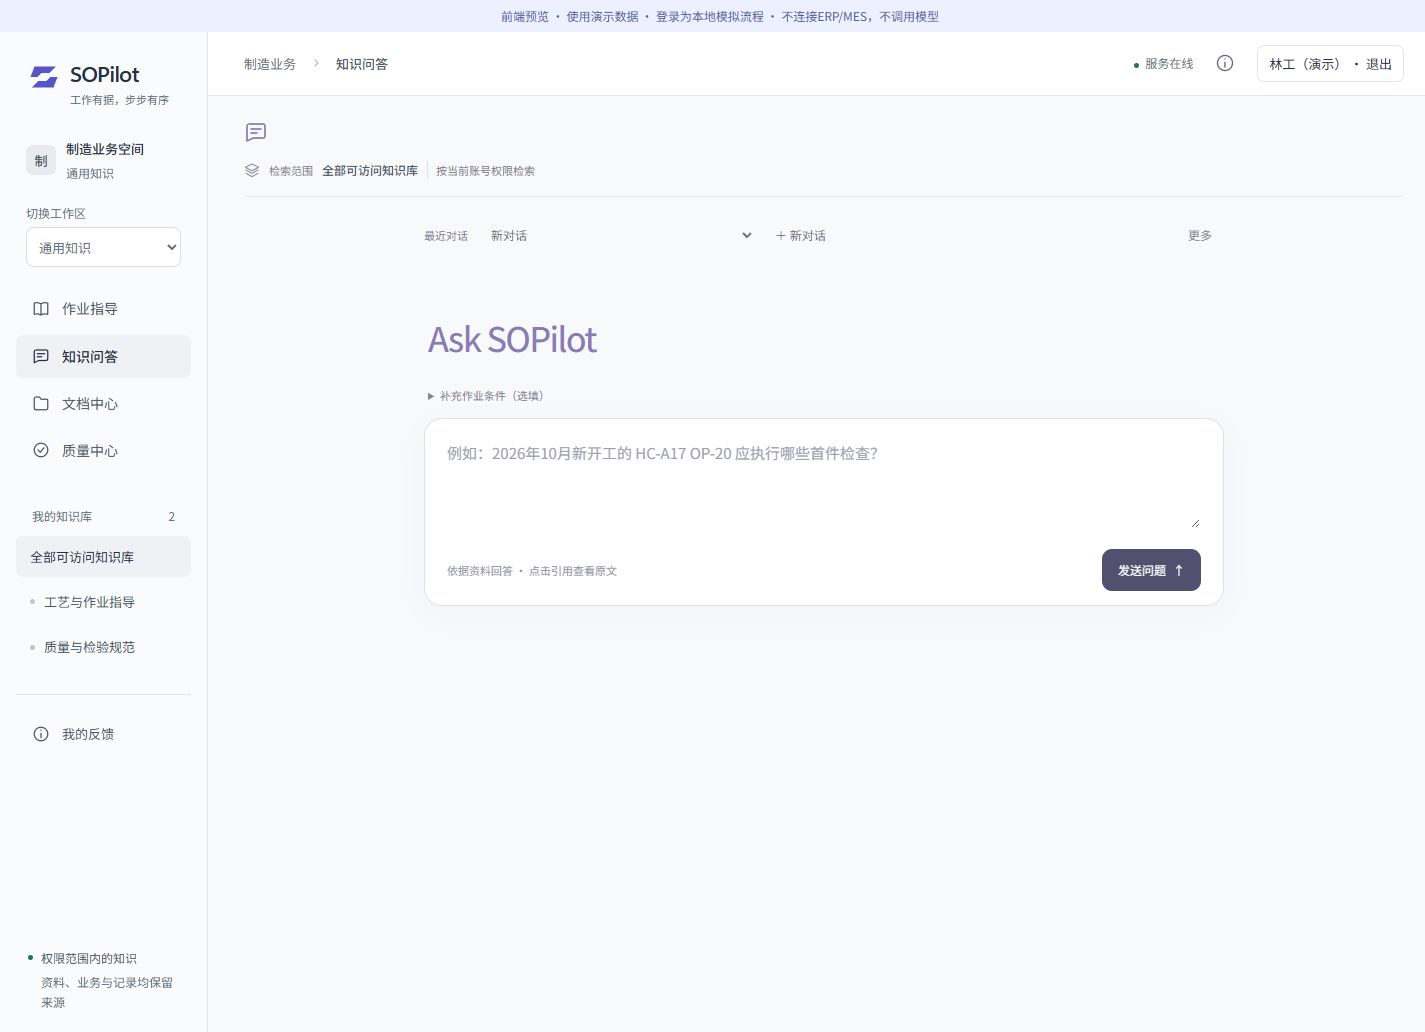 前端预览 · 使用演示数据 · 登录为本地模拟流程 · 不连接ERP/MES，不调用模型
SOPilot
工作有据，步步有序
制
制造业务空间
通用知识
切换工作区
通用知识
作业指导
知识问答
文档中心
质量中心
我的知识库 2
全部可访问知识库
工艺与作业指导
质量与检验规范
我的反馈
权限范围内的知识
资料、业务与记录均保留
来源
制造业务 › 知识问答
服务在线
林工（演示） · 退出
检索范围 全部可访问知识库 按当前账号权限检索
最近对话 新对话 + 新对话 更多
Ask SOPilot
▶ 补充作业条件（选填）
例如：2026年10月新开工的 HC-A17 OP-20 应执行哪些首件检查？
依据资料回答 · 点击引用查看原文
发送问题 ↑